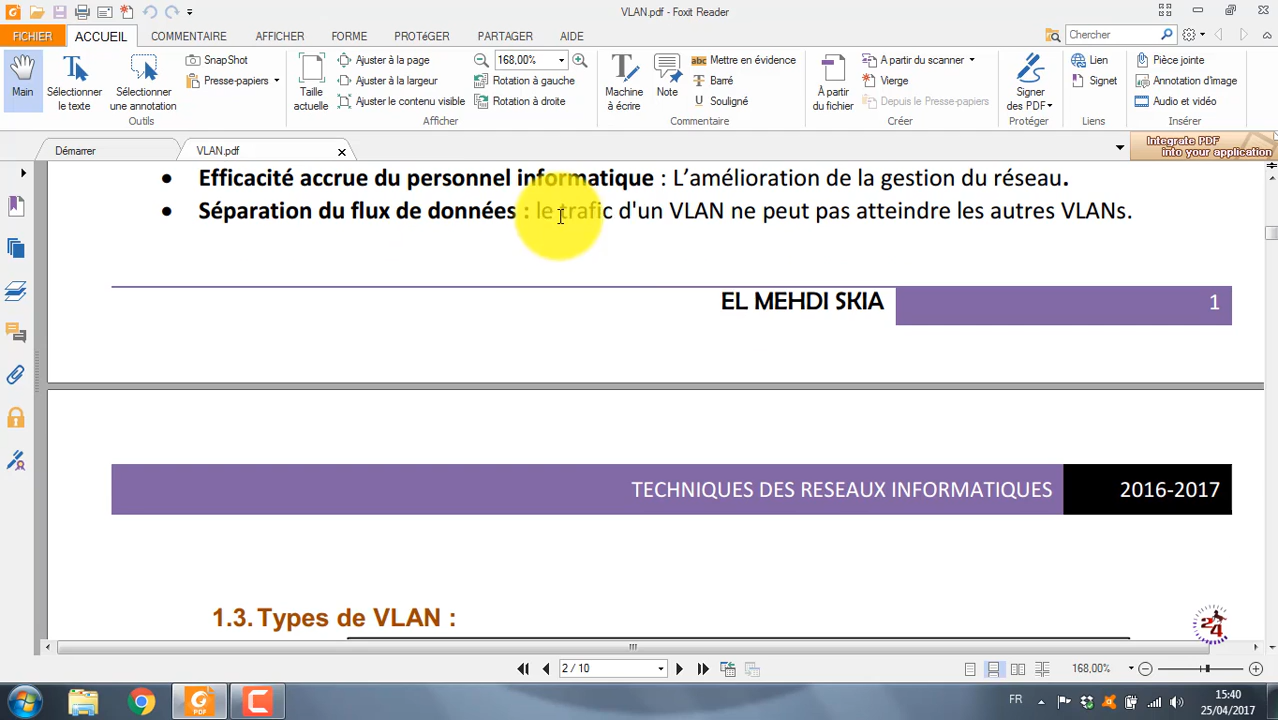 VLAN.pdf - Foxit Reader
FICHIER ACCUEIL COMMENTAIRE AFFICHER FORME PROTéGER PARTAGER AIDE Chercher
Main
Sélectionner le texte
Sélectionner une annotation
SnapShot
Presse-papiers
Outils
Taille actuelle
Ajuster à la page
Ajuster à la largeur
Ajuster le contenu visible
168,00%
Rotation à gauche
Rotation à droite
Afficher
Machine à écrire
Note
Mettre en évidence
Barré
Souligné
Commentaire
À partir du fichier
A partir du scanner
Vierge
Depuis le Presse-papiers
Créer
Signer des PDF
Protéger
Lien
Signet
Liens
Pièce jointe
Annotation d'image
Audio et vidéo
Insérer
Démarrer VLAN.pdf
Integrate PDF
into your application
• Efficacité accrue du personnel informatique : L’amélioration de la gestion du réseau.
• Séparation du flux de données : le trafic d'un VLAN ne peut pas atteindre les autres VLANs.
EL MEHDI SKIA 1
TECHNIQUES DES RESEAUX INFORMATIQUES 2016-2017
1.3. Types de VLAN :
24
2 / 10 168,00%
FR 15:40
25/04/2017